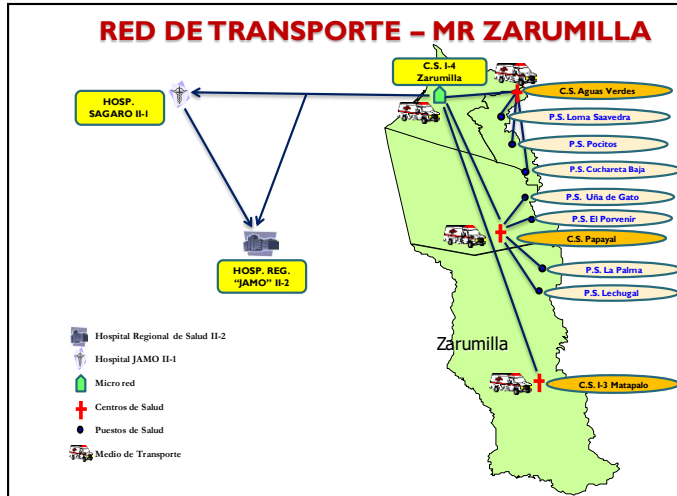 RED DE TRANSPORTE – MR ZARUMILLA
C.S. I-4
Zarumilla
HOSP.
SAGARO II-1
C.S. Aguas Verdes
P.S. Loma Saavedra
P.S. Pocitos
P.S. Cuchareta Baja
P.S. Uña de Gato
P.S. El Porvenir
C.S. Papayal
P.S. La Palma
P.S. Lechugal
HOSP. REG.
“JAMO” II-2
Zarumilla
C.S. I-3 Matapalo
Hospital Regional de Salud II-2
Hospital JAMO II-1
Micro red
Centros de Salud
Puestos de Salud
Medio de Transporte